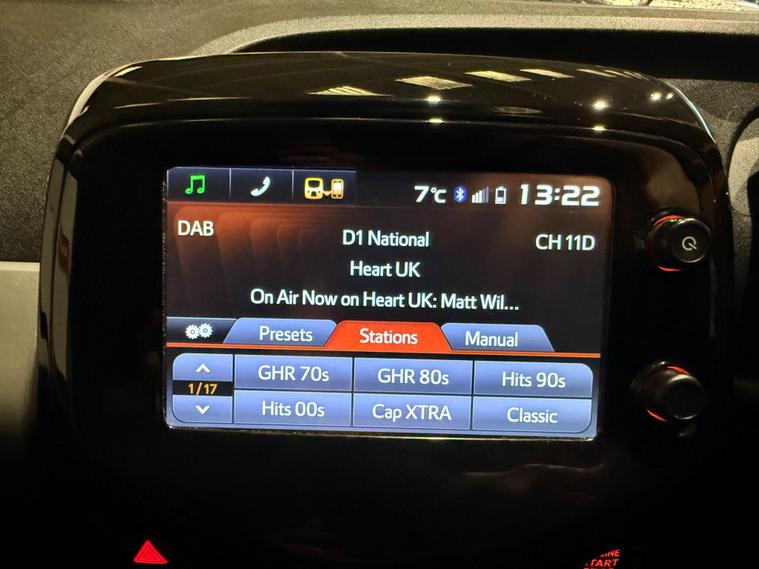 7°C 13:22
DAB D1 National CH 11D
Heart UK
On Air Now on Heart UK: Matt Wil...
Presets Stations Manual
GHR 70s GHR 80s Hits 90s
1/17
Hits 00s Cap XTRA Classic